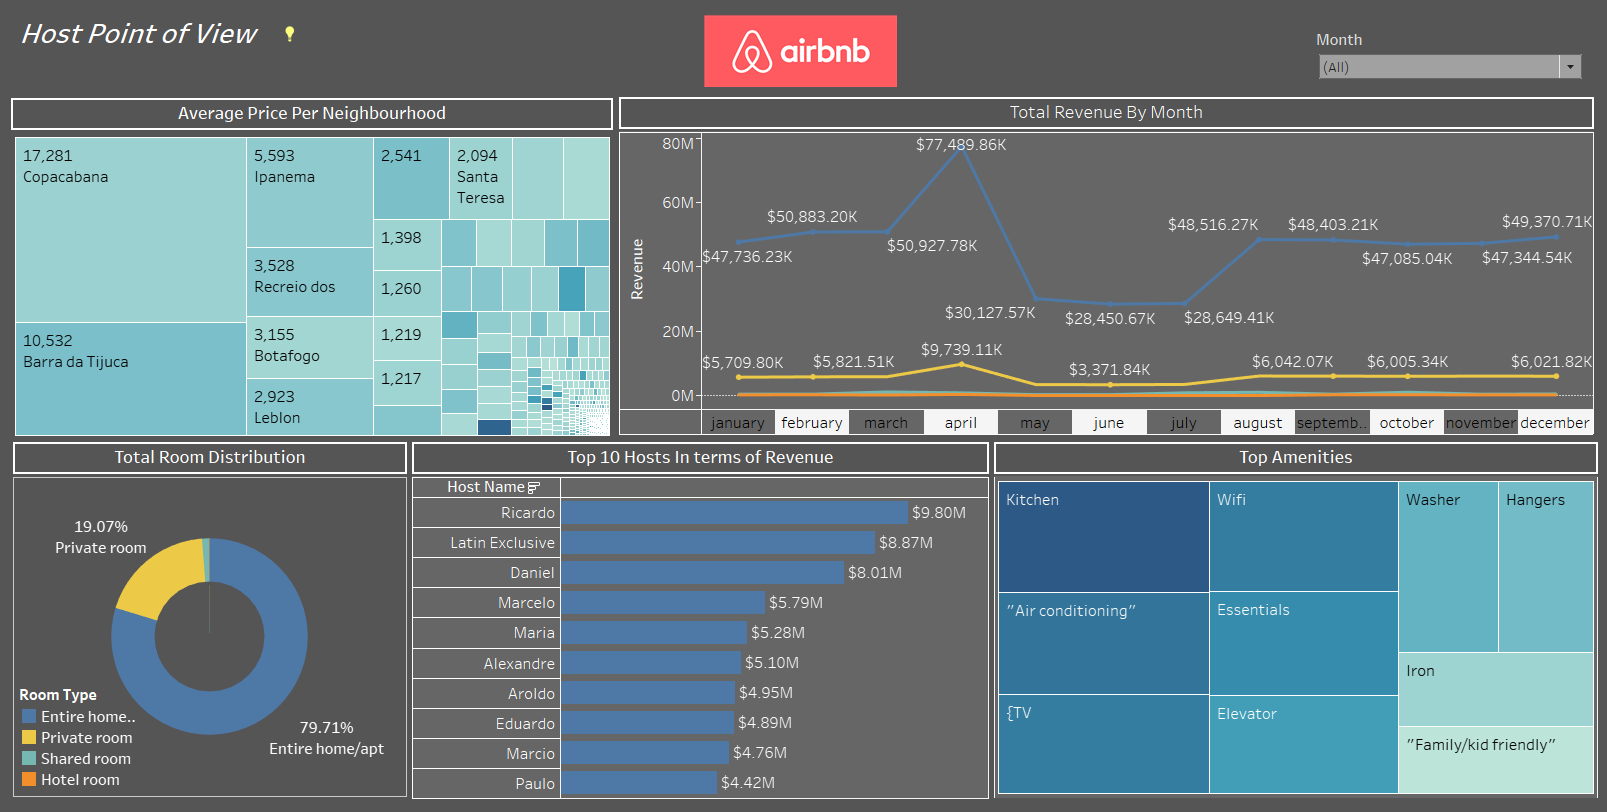 Host Point of View
airbnb
Month
(All)
Average Price Per Neighbourhood
17,281
Copacabana
10,532
Barra da Tijuca
5,593
Ipanema
3,528
Recreio dos
3,155
Botafogo
2,923
Leblon
2,541
2,094
Santa
Teresa
1,398
1,260
1,219
1,217
Total Revenue By Month
Revenue
80M
60M
40M
20M
0M
$47,736.23K
$50,883.20K
$50,927.78K
$77,489.86K
$30,127.57K
$28,450.67K
$28,649.41K
$48,516.27K
$48,403.21K
$47,085.04K
$47,344.54K
$49,370.71K
$5,709.80K
$5,821.51K
$9,739.11K
$3,371.84K
$6,042.07K
$6,005.34K
$6,021.82K
january
february
march
april
may
june
july
august
septemb..
october
november
december
Total Room Distribution
19.07%
Private room
79.71%
Entire home/apt
Room Type
Entire home..
Private room
Shared room
Hotel room
Top 10 Hosts In terms of Revenue
Host Name
Ricardo $9.80M
Latin Exclusive $8.87M
Daniel $8.01M
Marcelo $5.79M
Maria $5.28M
Alexandre $5.10M
Aroldo $4.95M
Eduardo $4.89M
Marcio $4.76M
Paulo $4.42M
Top Amenities
Kitchen
"Air conditioning"
{TV
Wifi
Essentials
Elevator
Washer
Hangers
Iron
"Family/kid friendly"